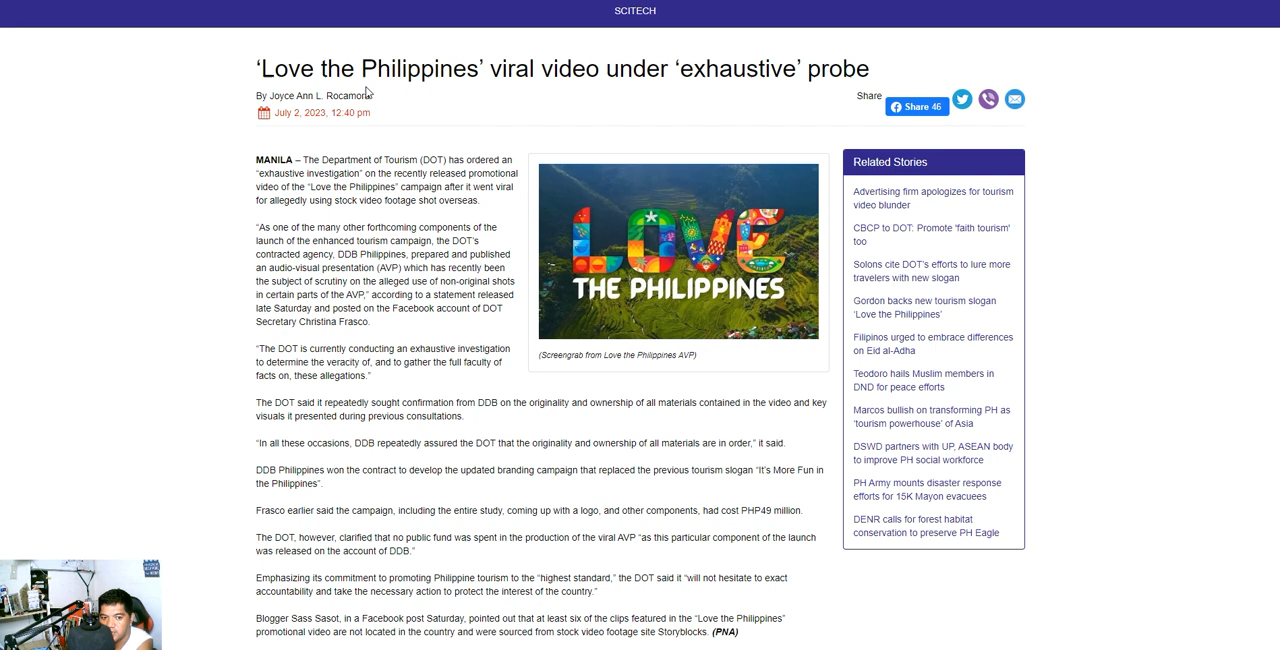 SCITECH
‘Love the Philippines’ viral video under ‘exhaustive’ probe
By Joyce Ann L. Rocamora
July 2, 2023, 12:40 pm
Share
Share 46
MANILA – The Department of Tourism (DOT) has ordered an
“exhaustive investigation” on the recently released promotional
video of the “Love the Philippines” campaign after it went viral
for allegedly using stock video footage shot overseas.
“As one of the many other forthcoming components of the
launch of the enhanced tourism campaign, the DOT’s
contracted agency, DDB Philippines, prepared and published
an audio-visual presentation (AVP) which has recently been
the subject of scrutiny on the alleged use of non-original shots
in certain parts of the AVP,” according to a statement released
late Saturday and posted on the Facebook account of DOT
Secretary Christina Frasco.
“The DOT is currently conducting an exhaustive investigation
to determine the veracity of, and to gather the full faculty of
facts on, these allegations.”
LOVE
THE PHILIPPINES
(Screengrab from Love the Philippines AVP)
The DOT said it repeatedly sought confirmation from DDB on the originality and ownership of all materials contained in the video and key
visuals it presented during previous consultations.
“In all these occasions, DDB repeatedly assured the DOT that the originality and ownership of all materials are in order,” it said.
DDB Philippines won the contract to develop the updated branding campaign that replaced the previous tourism slogan “It’s More Fun in
the Philippines”.
Frasco earlier said the campaign, including the entire study, coming up with a logo, and other components, had cost PHP49 million.
The DOT, however, clarified that no public fund was spent in the production of the viral AVP “as this particular component of the launch
was released on the account of DDB.”
Emphasizing its commitment to promoting Philippine tourism to the “highest standard,” the DOT said it “will not hesitate to exact
accountability and take the necessary action to protect the interest of the country.”
Blogger Sass Sasot, in a Facebook post Saturday, pointed out that at least six of the clips featured in the “Love the Philippines”
promotional video are not located in the country and were sourced from stock video footage site Storyblocks. (PNA)
Related Stories
Advertising firm apologizes for tourism
video blunder
CBCP to DOT: Promote 'faith tourism'
too
Solons cite DOT’s efforts to lure more
travelers with new slogan
Gordon backs new tourism slogan
‘Love the Philippines’
Filipinos urged to embrace differences
on Eid al-Adha
Teodoro hails Muslim members in
DND for peace efforts
Marcos bullish on transforming PH as
‘tourism powerhouse’ of Asia
DSWD partners with UP, ASEAN body
to improve PH social workforce
PH Army mounts disaster response
efforts for 15K Mayon evacuees
DENR calls for forest habitat
conservation to preserve PH Eagle